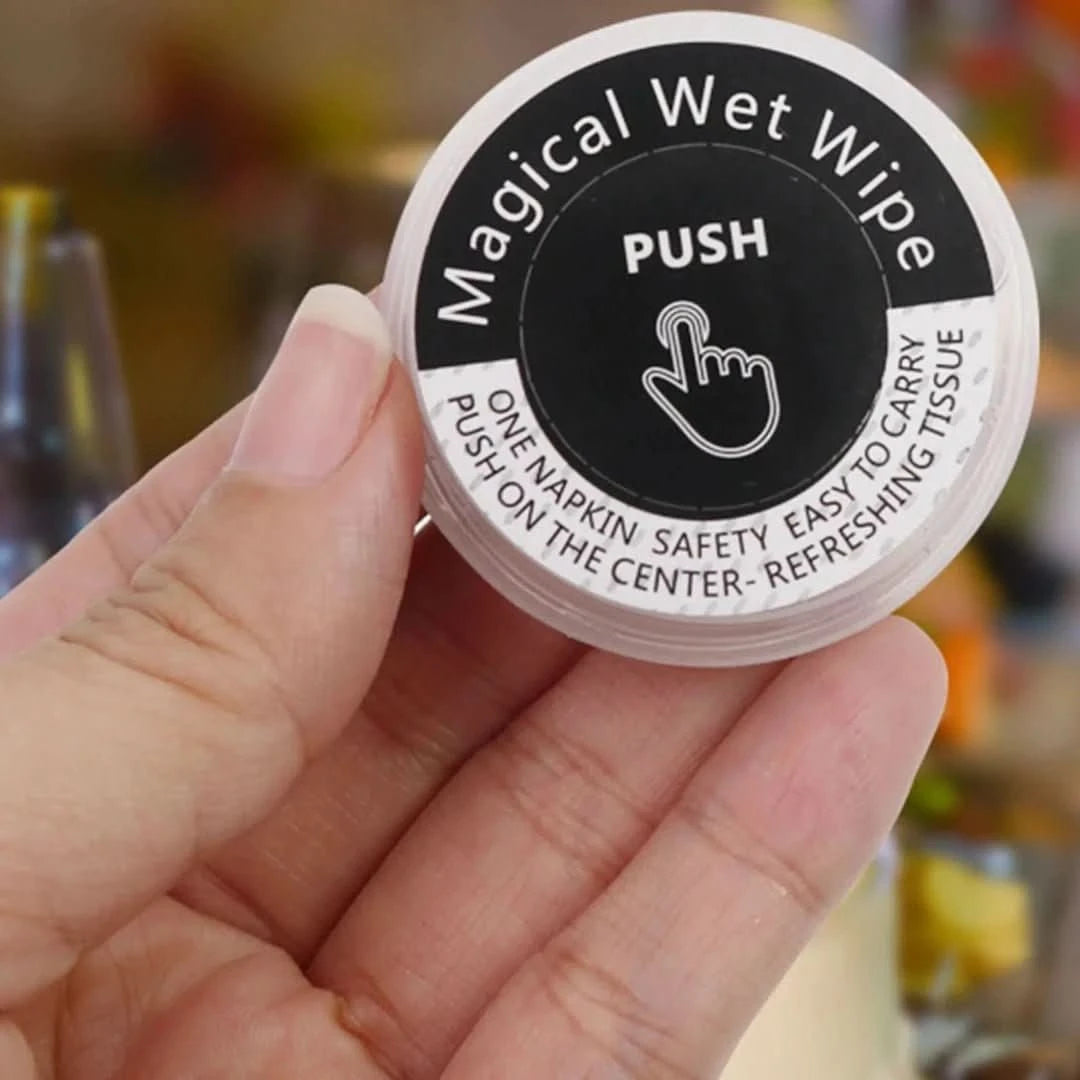 Magical Wet Wipe
PUSH
ONE NAPKIN SAFETY EASY TO CARRY
PUSH ON THE CENTER- REFRESHING TISSUE